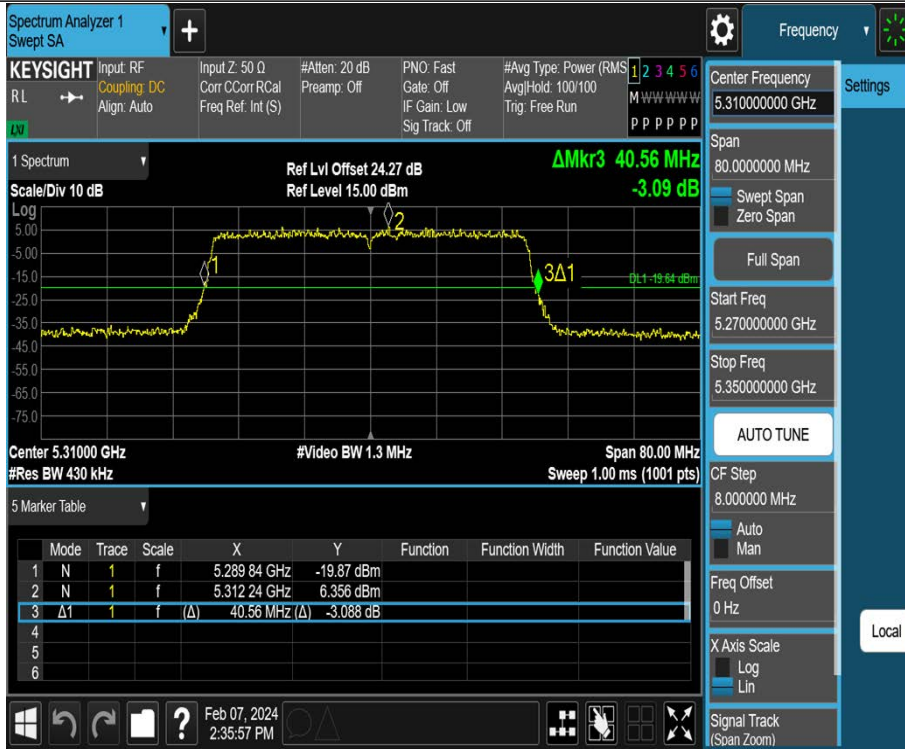 Spectrum Analyzer 1
Swept SA
+
Frequency
KEYSIGHT
RL
LXI
Input: RF
Coupling: DC
Align: Auto
Input Z: 50 Ω
Corr CCorr RCal
Freq Ref: Int (S)
#Atten: 20 dB
Preamp: Off
PNO: Fast
Gate: Off
IF Gain: Low
Sig Track: Off
#Avg Type: Power (RMS
Avg|Hold: 100/100
Trig: Free Run
1 2 3 4 5 6
M W W W W W
P P P P P P
1 Spectrum
Scale/Div 10 dB
Ref Lvl Offset 24.27 dB
Ref Level 15.00 dBm
ΔMkr3 40.56 MHz
-3.09 dB
Log
5.00
-5.00
-15.0
-25.0
-35.0
-45.0
-55.0
-65.0
-75.0
1
2
3Δ1
DL1 -19.64 dBm
Center 5.31000 GHz
#Video BW 1.3 MHz
Span 80.00 MHz
#Res BW 430 kHz
Sweep 1.00 ms (1001 pts)
5 Marker Table
Mode Trace Scale X Y Function Function Width Function Value
1 N 1 f 5.289 84 GHz -19.87 dBm
2 N 1 f 5.312 24 GHz 6.356 dBm
3 Δ1 1 f (Δ) 40.56 MHz (Δ) -3.088 dB
4
5
6
?
Feb 07, 2024
2:35:57 PM
Center Frequency
5.310000000 GHz
Settings
Span
80.0000000 MHz
Swept Span
Zero Span
Full Span
Start Freq
5.270000000 GHz
Stop Freq
5.350000000 GHz
AUTO TUNE
CF Step
8.000000 MHz
Auto
Man
Freq Offset
0 Hz
Local
X Axis Scale
Log
Lin
Signal Track
(Span Zoom)